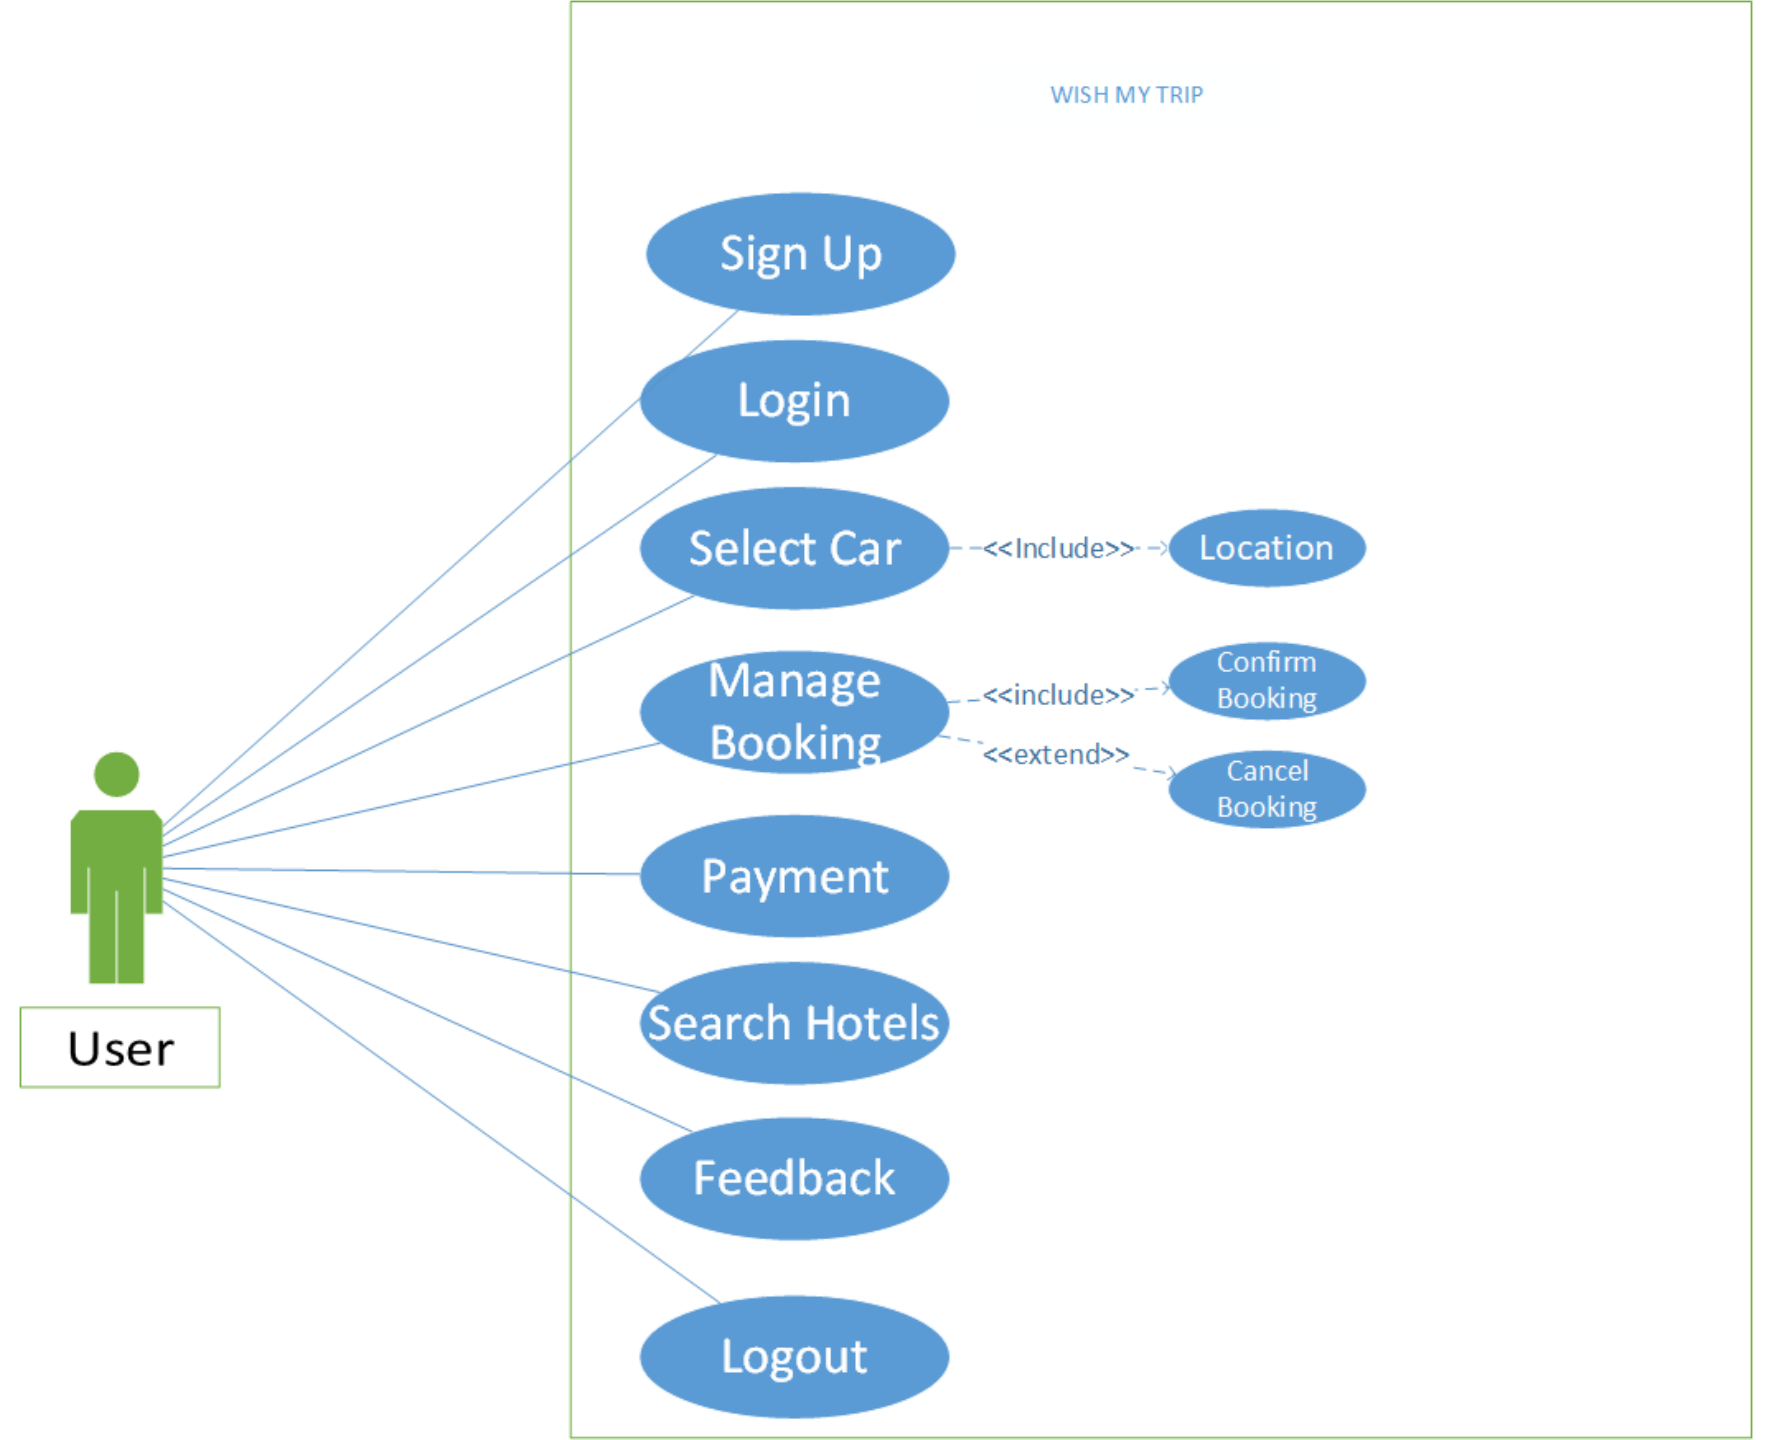 WISH MY TRIP
Sign Up
Login
Select Car
<<Include>>
Location
Manage
Booking
<<include>>
Confirm
Booking
<<extend>>
Cancel
Booking
Payment
Search Hotels
User
Feedback
Logout